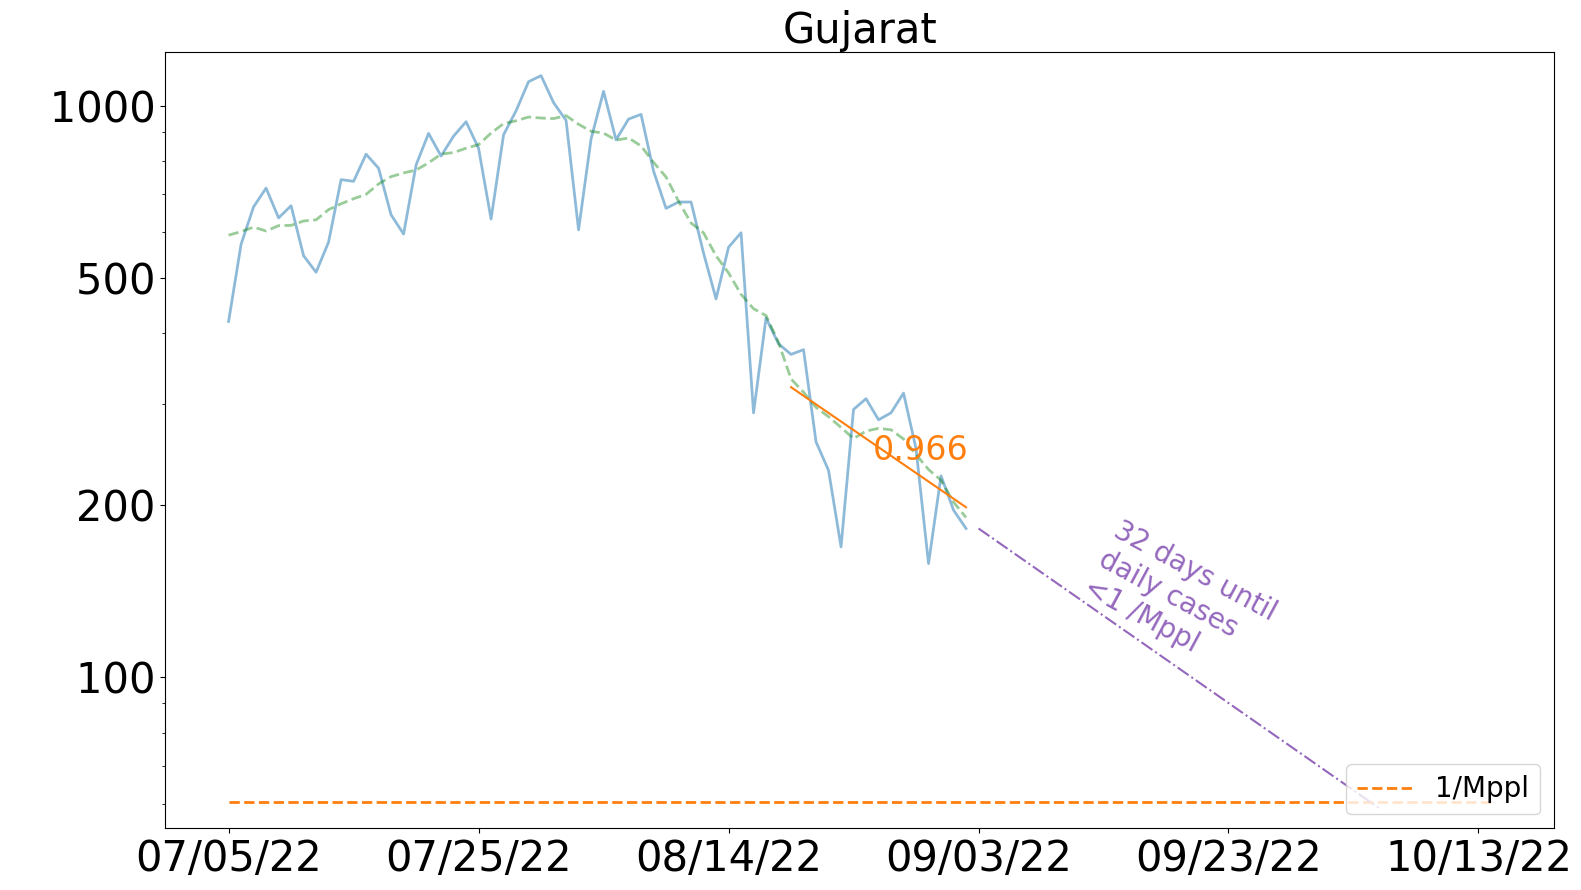 Gujarat
1000
500
200
100
0.966
32 days until
daily cases
<1 /Mppl
1/Mppl
07/05/22 07/25/22 08/14/22 09/03/22 09/23/22 10/13/22